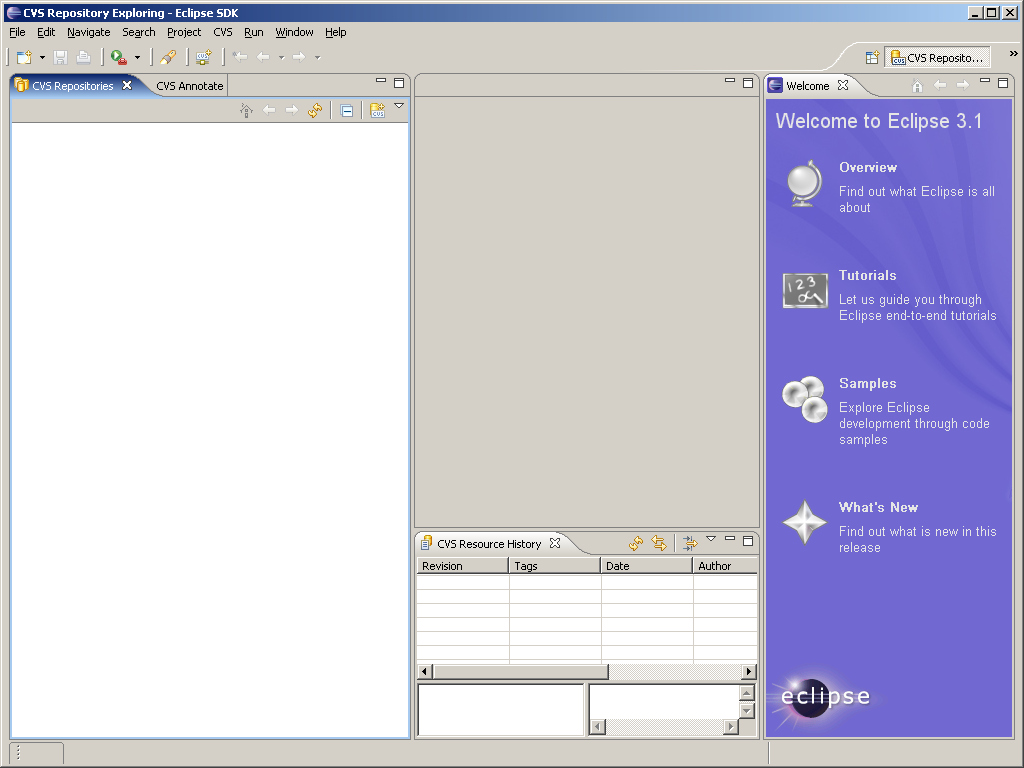 CVS Repository Exploring - Eclipse SDK
File Edit Navigate Search Project CVS Run Window Help
CVS Reposito...
CVS Repositories CVS Annotate
Welcome
Welcome to Eclipse 3.1
Overview
Find out what Eclipse is all
about
Tutorials
Let us guide you through
Eclipse end-to-end tutorials
Samples
Explore Eclipse
development through code
samples
What's New
Find out what is new in this
release
CVS Resource History
Revision Tags Date Author
eclipse